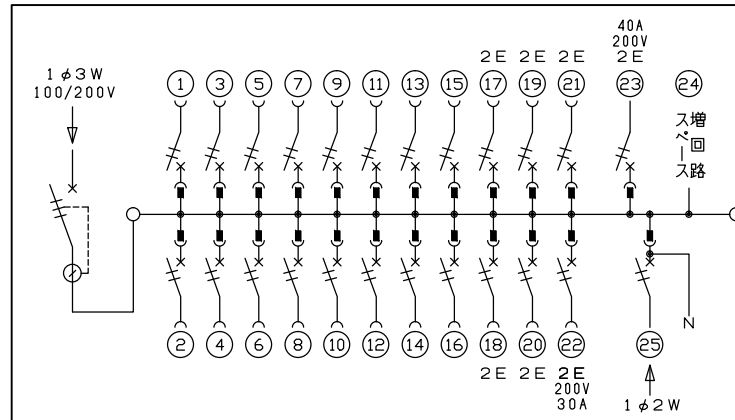 1φ3W
100/200V
40A
200V
2E 2E 2E 2E
① ③ ⑤ ⑦ ⑨ ⑪ ⑬ ⑮ ⑰ ⑲ ㉑ ㉓ ㉔
増回路
スペース
N
② ④ ⑥ ⑧ ⑩ ⑫ ⑭ ⑯ ⑱ ⑳ ㉒ ㉕
2E 2E 2E
200V
30A
1φ2W